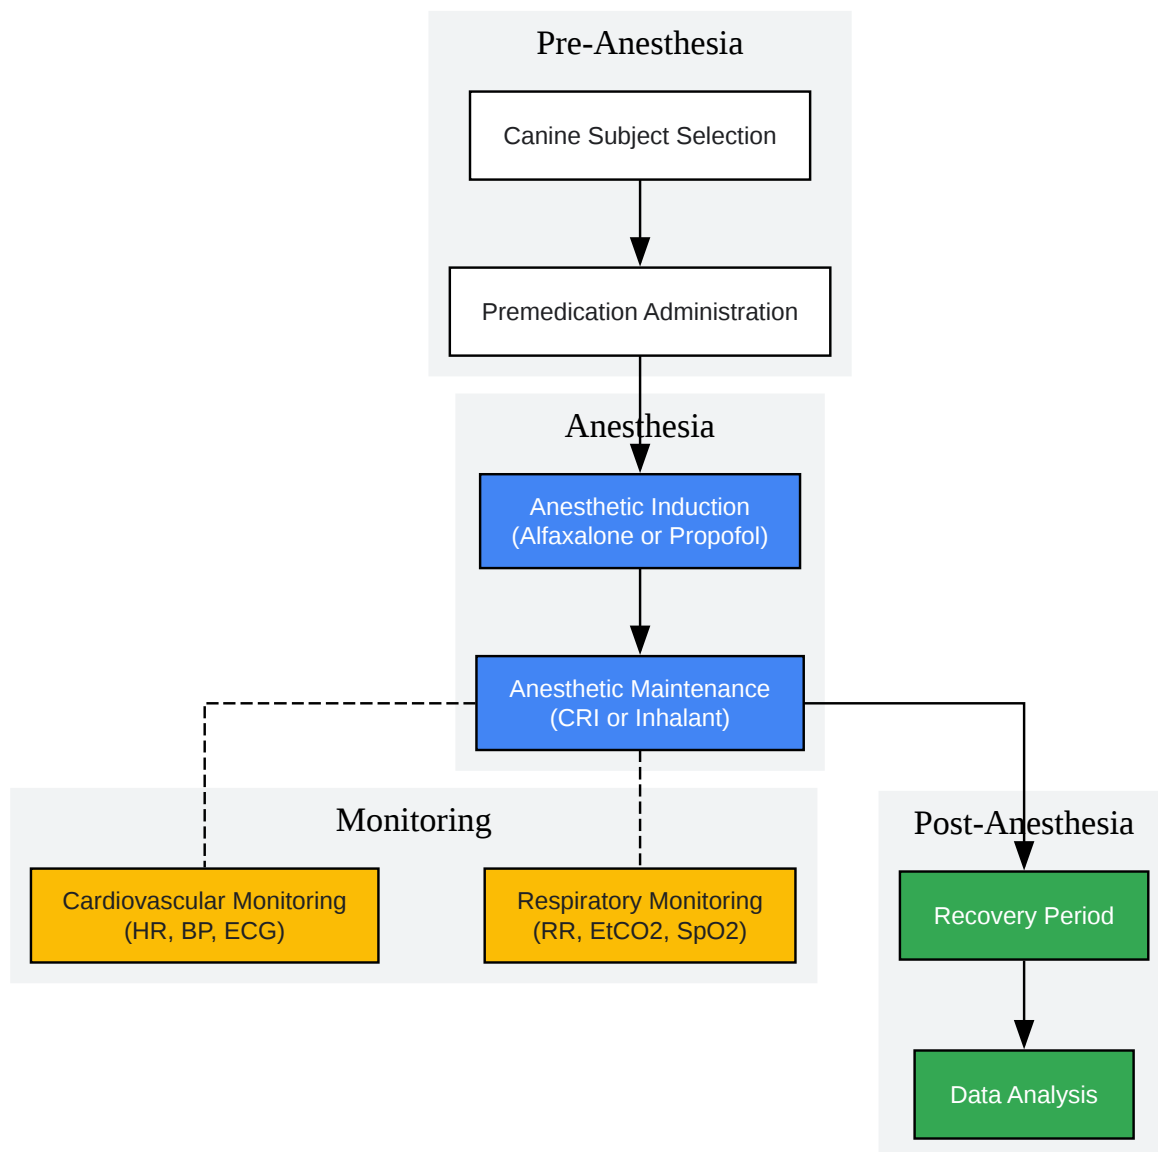 Pre-Anesthesia
Canine Subject Selection
Premedication Administration
Anesthesia
Anesthetic Induction
(Alfaxalone or Propofol)
Anesthetic Maintenance
(CRI or Inhalant)
Monitoring
Cardiovascular Monitoring
(HR, BP, ECG)
Respiratory Monitoring
(RR, EtCO2, SpO2)
Post-Anesthesia
Recovery Period
Data Analysis